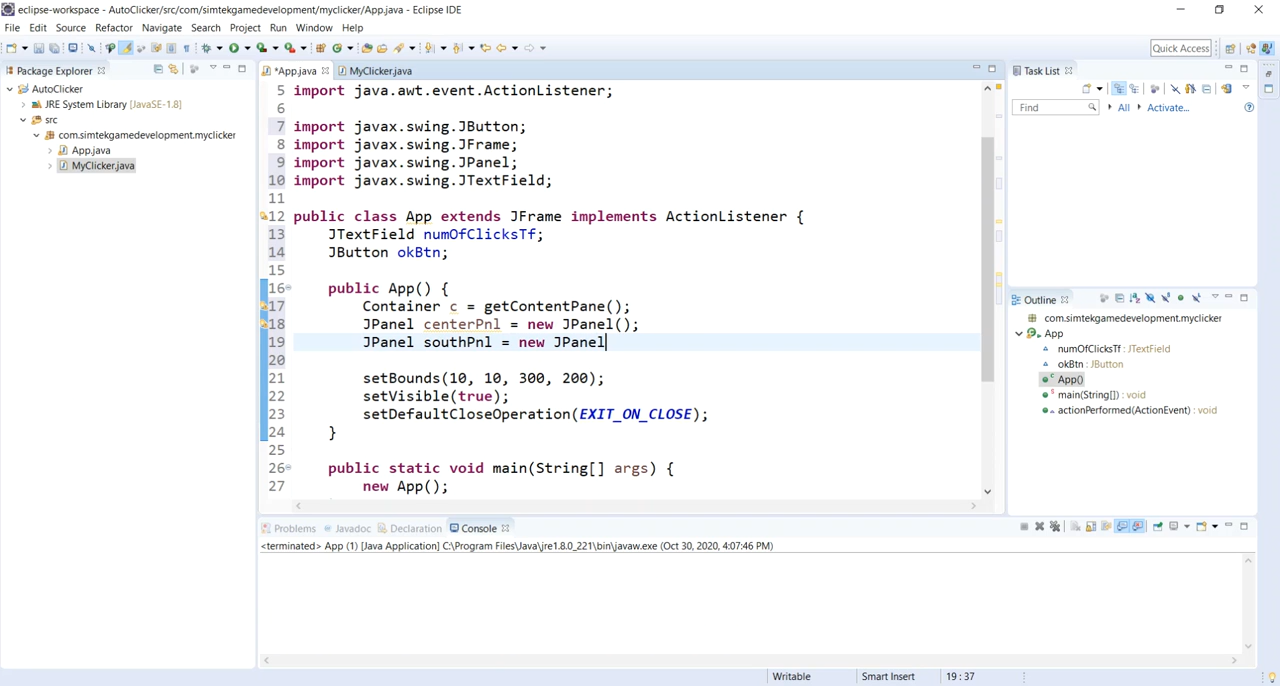 eclipse-workspace - AutoClicker/src/com/simtekgamedevelopment/myclicker/App.java - Eclipse IDE
File Edit Source Refactor Navigate Search Project Run Window Help
Quick Access
Package Explorer
AutoClicker
JRE System Library [JavaSE-1.8]
src
com.simtekgamedevelopment.myclicker
App.java
MyClicker.java
*App.java MyClicker.java
5 import java.awt.event.ActionListener;
6
7 import javax.swing.JButton;
8 import javax.swing.JFrame;
9 import javax.swing.JPanel;
10 import javax.swing.JTextField;
11
12 public class App extends JFrame implements ActionListener {
13 JTextField numOfClicksTf;
14 JButton okBtn;
15
16 public App() {
17 Container c = getContentPane();
18 JPanel centerPnl = new JPanel();
19 JPanel southPnl = new JPanel
20
21 setBounds(10, 10, 300, 200);
22 setVisible(true);
23 setDefaultCloseOperation(EXIT_ON_CLOSE);
24 }
25
26 public static void main(String[] args) {
27 new App();
Task List
Find All Activate...
Outline
com.simtekgamedevelopment.myclicker
App
numOfClicksTf : JTextField
okBtn : JButton
App()
main(String[]) : void
actionPerformed(ActionEvent) : void
Problems Javadoc Declaration Console
<terminated> App (1) [Java Application] C:\Program Files\Java\jre1.8.0_221\bin\javaw.exe (Oct 30, 2020, 4:07:46 PM)
Writable Smart Insert 19 : 37